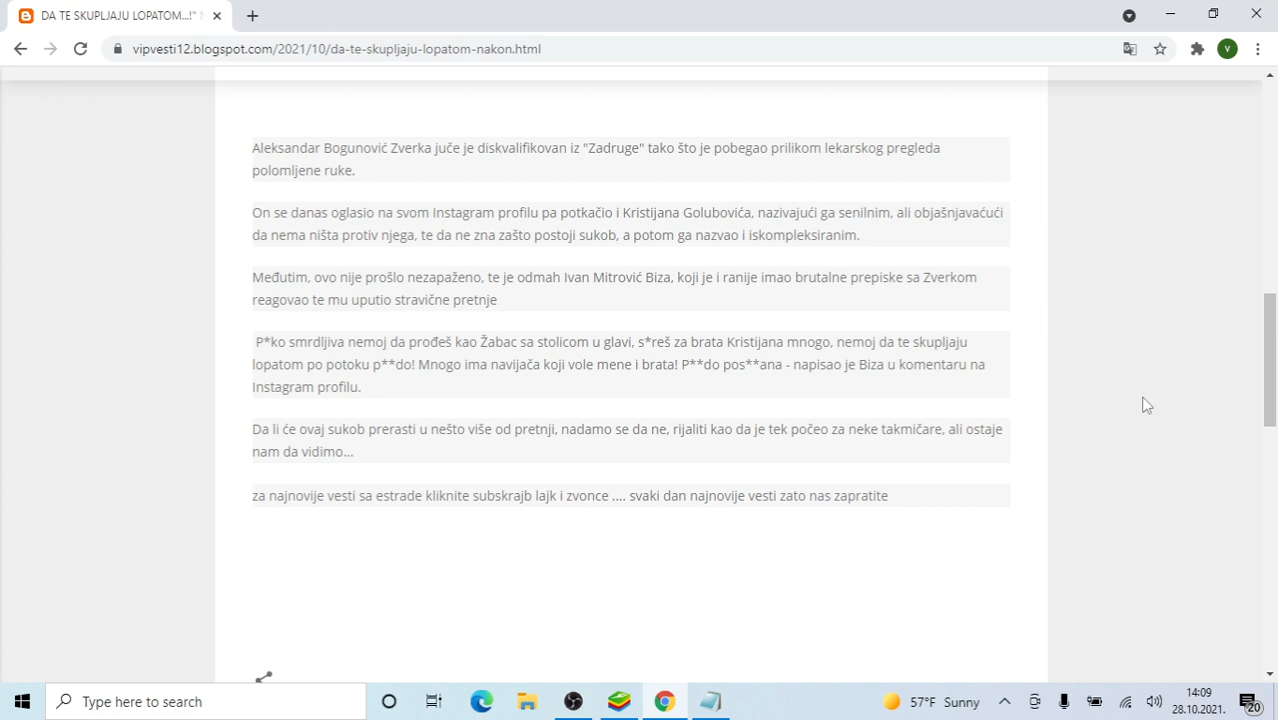 DA TE SKUPLJAJU LOPATOM...!" N
vipvesti12.blogspot.com/2021/10/da-te-skupljaju-lopatom-nakon.html
V
Aleksandar Bogunović Zverka juče je diskvalifikovan iz "Zadruge" tako što je pobegao prilikom lekarskog pregleda
polomljene ruke.
On se danas oglasio na svom Instagram profilu pa potkačio i Kristijana Golubovića, nazivajući ga senilnim, ali objašnjavaćući
da nema ništa protiv njega, te da ne zna zašto postoji sukob, a potom ga nazvao i iskompleksiranim.
Međutim, ovo nije prošlo nezapaženo, te je odmah Ivan Mitrović Biza, koji je i ranije imao brutalne prepiske sa Zverkom
reagovao te mu uputio stravične pretnje
P*ko smrdljiva nemoj da prođeš kao Žabac sa stolicom u glavi, s*reš za brata Kristijana mnogo, nemoj da te skupljaju
lopatom po potoku p**do! Mnogo ima navijača koji vole mene i brata! P**do pos**ana - napisao je Biza u komentaru na
Instagram profilu.
Da li će ovaj sukob prerasti u nešto više od pretnji, nadamo se da ne, rijaliti kao da je tek počeo za neke takmičare, ali ostaje
nam da vidimo...
za najnovije vesti sa estrade kliknite subskrajb lajk i zvonce .... svaki dan najnovije vesti zato nas zapratite
Type here to search
57°F Sunny
14:09
28.10.2021.
20